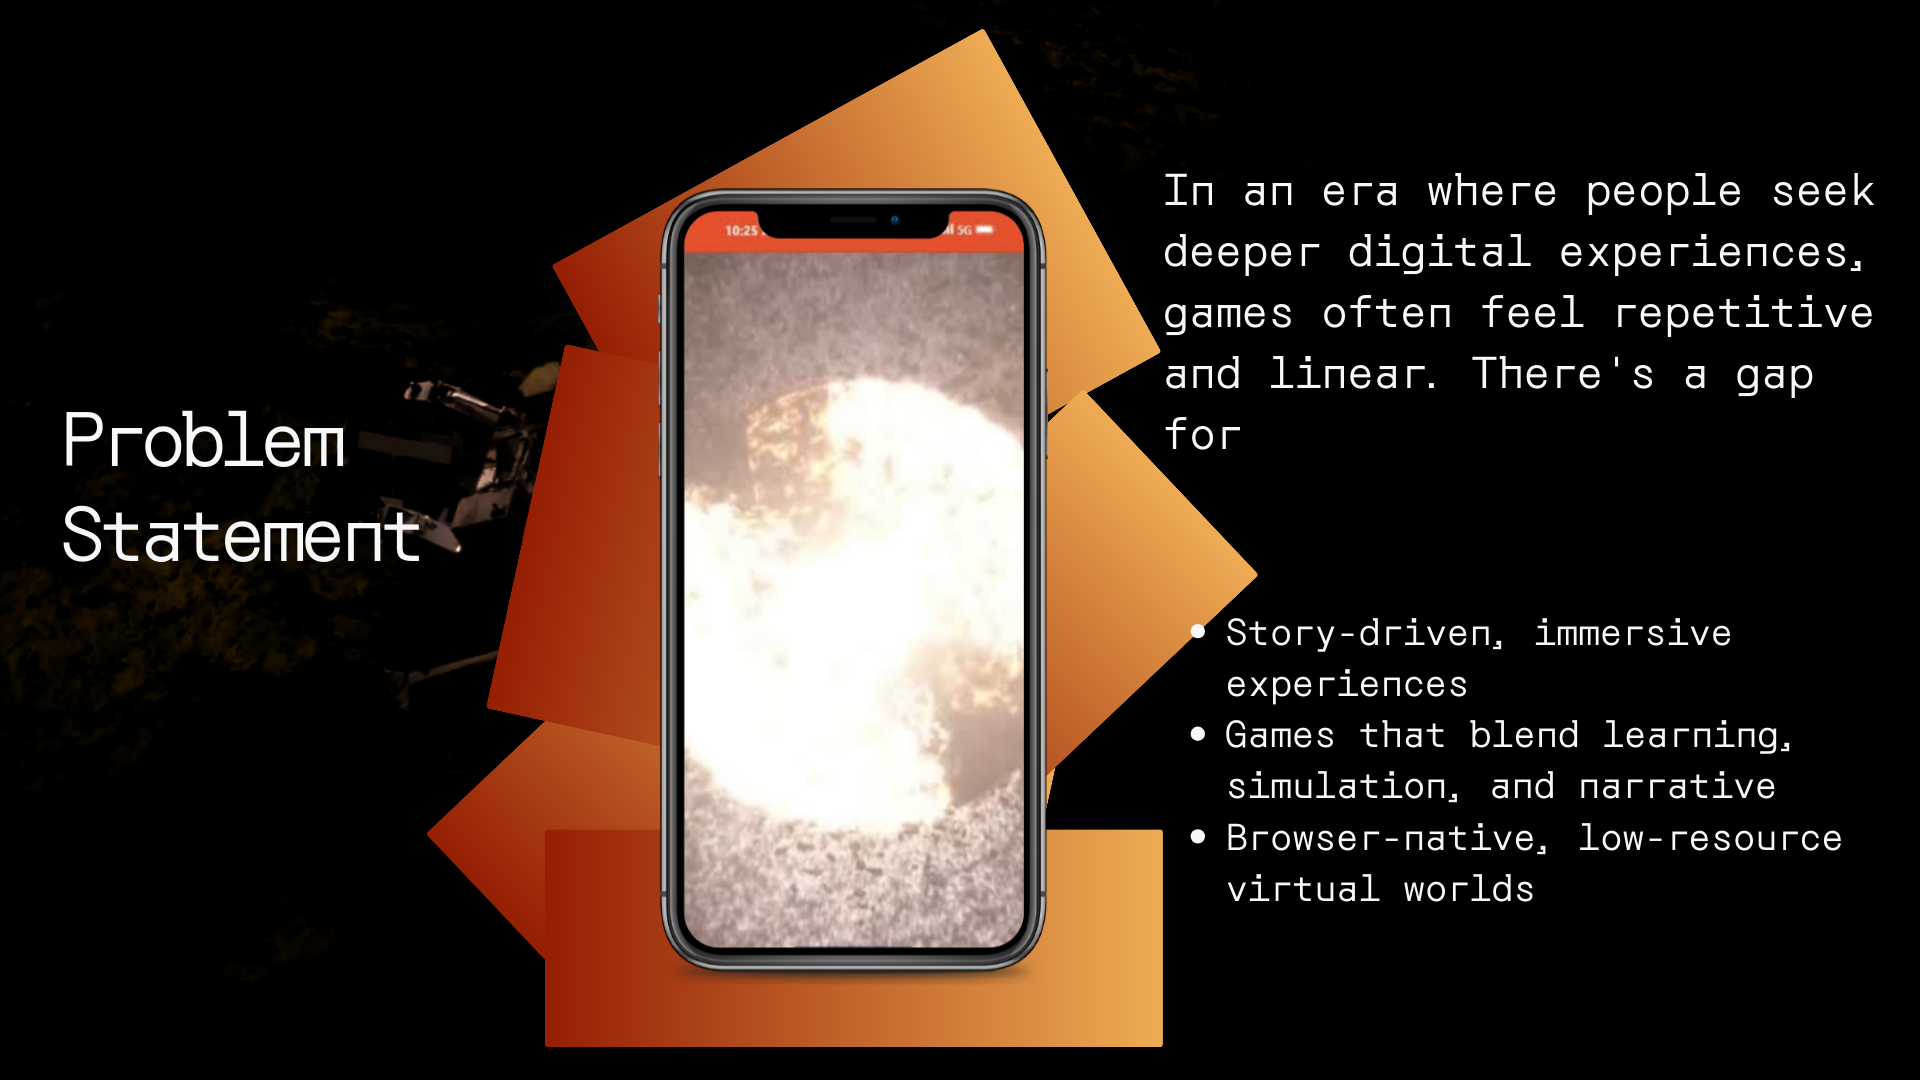 Problem
Statement
10:25
5G
In an era where people seek
deeper digital experiences,
games often feel repetitive
and linear. There's a gap
for
• Story-driven, immersive
experiences
• Games that blend learning,
simulation, and narrative
• Browser-native, low-resource
virtual worlds